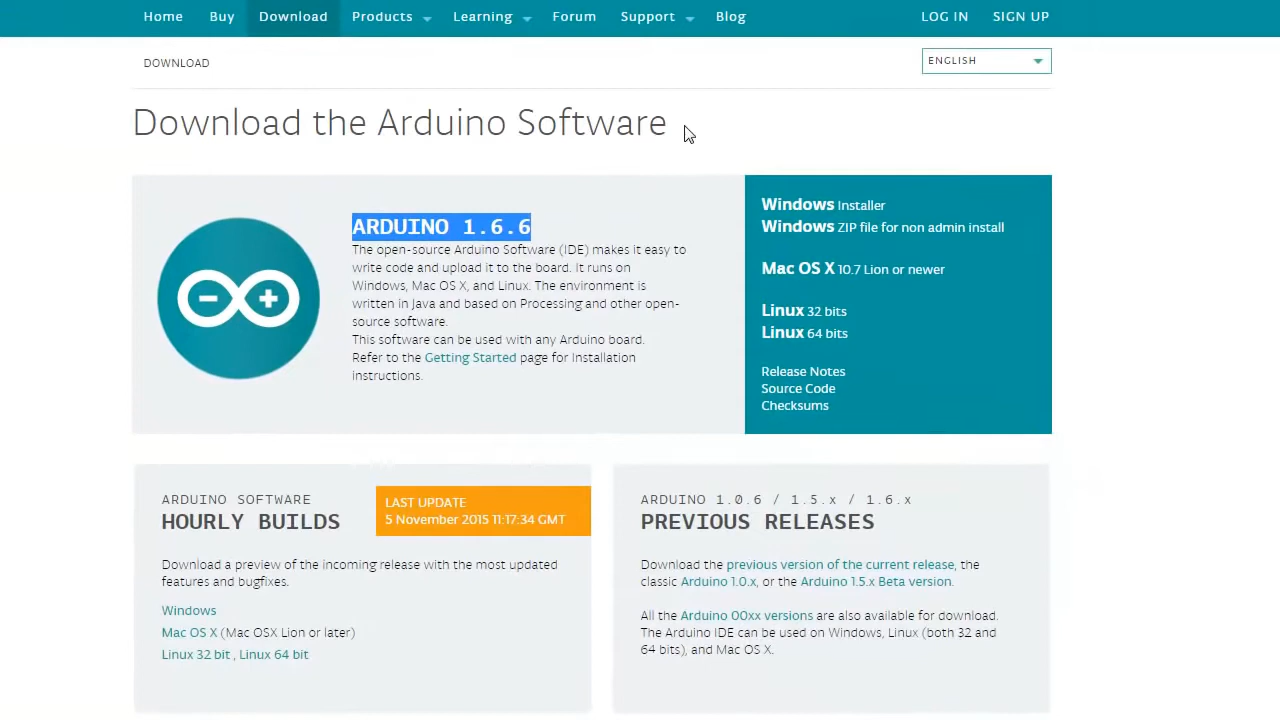 Home Buy Download Products Learning Forum Support Blog LOG IN SIGN UP
DOWNLOAD
ENGLISH
Download the Arduino Software
ARDUINO 1.6.6
The open-source Arduino Software (IDE) makes it easy to
write code and upload it to the board. It runs on
Windows, Mac OS X, and Linux. The environment is
written in Java and based on Processing and other open-
source software.
This software can be used with any Arduino board.
Refer to the Getting Started page for Installation
instructions.
Windows Installer
Windows ZIP file for non admin install
Mac OS X 10.7 Lion or newer
Linux 32 bits
Linux 64 bits
Release Notes
Source Code
Checksums
ARDUINO SOFTWARE
HOURLY BUILDS
LAST UPDATE
5 November 2015 11:17:34 GMT
Download a preview of the incoming release with the most updated
features and bugfixes.
Windows
Mac OS X (Mac OSX Lion or later)
Linux 32 bit , Linux 64 bit
ARDUINO 1.0.6 / 1.5.x / 1.6.x
PREVIOUS RELEASES
Download the previous version of the current release, the
classic Arduino 1.0.x, or the Arduino 1.5.x Beta version.
All the Arduino 00xx versions are also available for download.
The Arduino IDE can be used on Windows, Linux (both 32 and
64 bits), and Mac OS X.